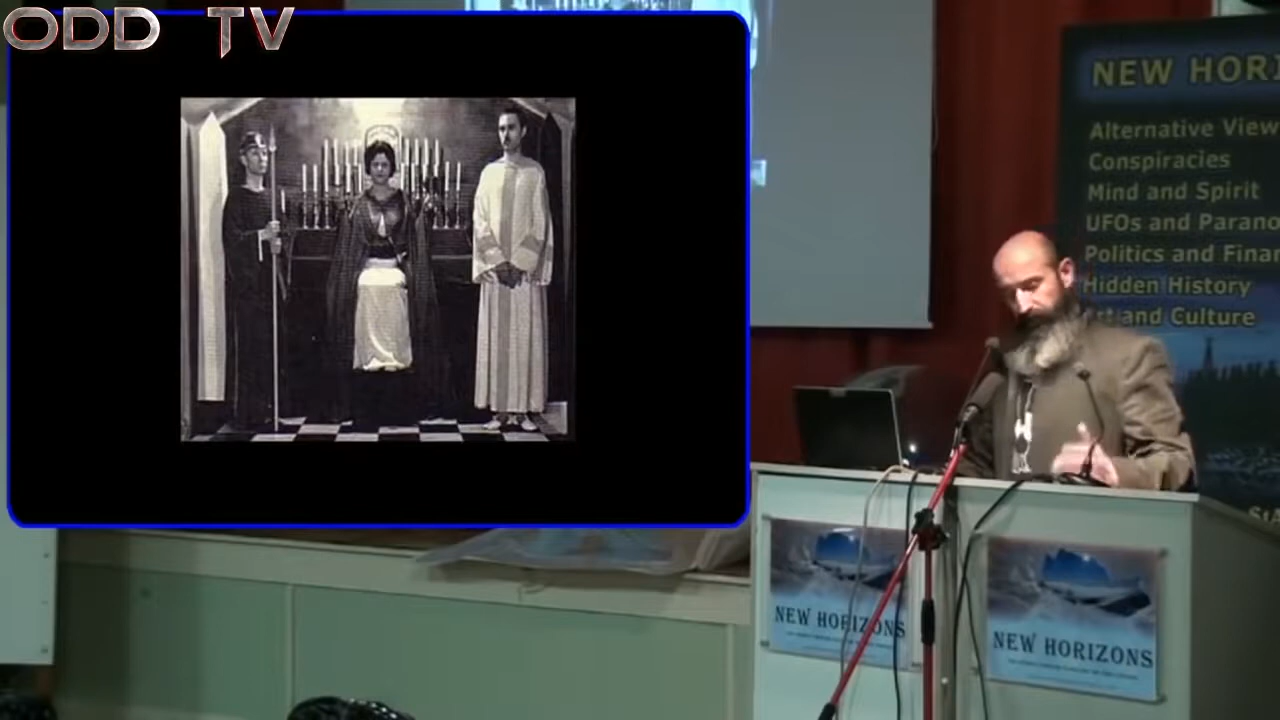 ODD TV
NEW HORI
Alternative View
Conspiracies
Mind and Spirit
UFOs and Parano
Politics and Finan
Hidden History
Art and Culture
NEW HORIZONS
NEW HORIZONS